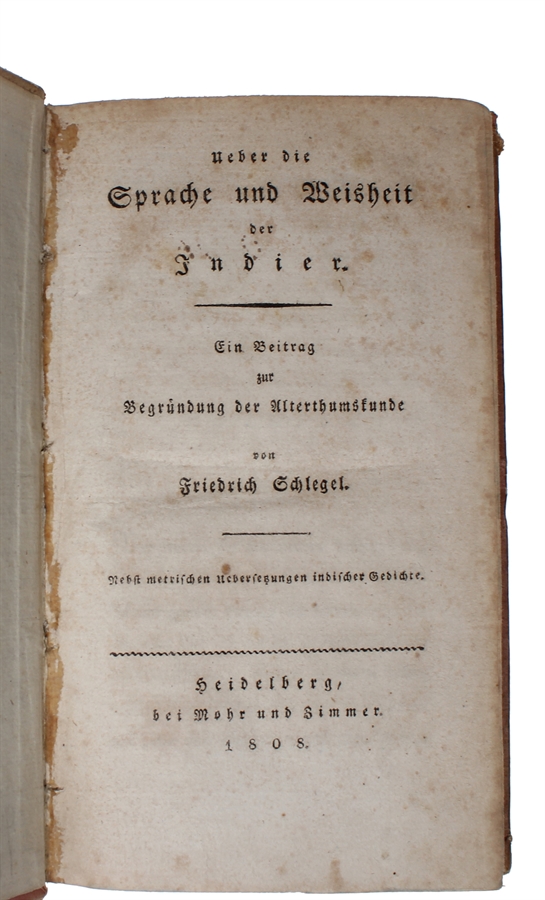 Ueber die
Sprache und Weisheit
der
Indier.
Ein Beitrag
zur
Begründung der Alterthumskunde
von
Friedrich Schlegel.
Nebst metrischen Uebersetzungen indischer Gedichte.
Heidelberg,
bei Mohr und Zimmer.
1808.